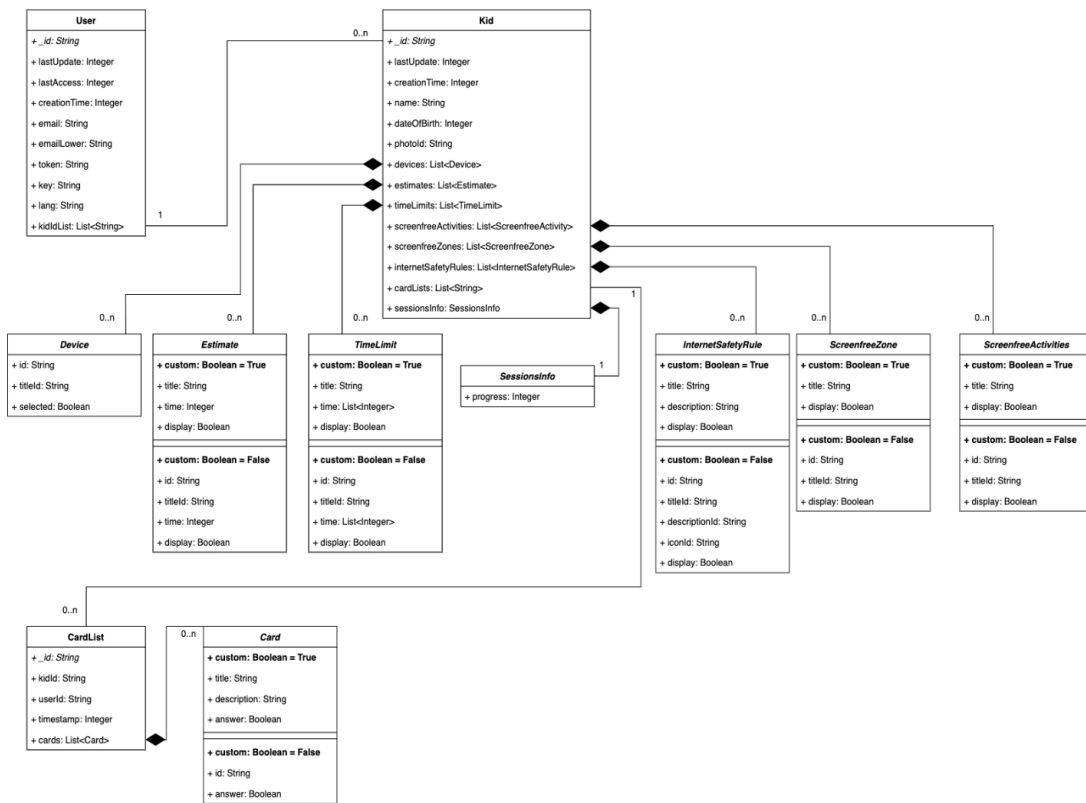 User
+ _id: String
+ lastUpdate: Integer
+ lastAccess: Integer
+ creationTime: Integer
+ email: String
+ emailLower: String
+ token: String
+ key: String
+ lang: String
+ kidIdList: List<String>
1
0..n
Kid
+ _id: String
+ lastUpdate: Integer
+ creationTime: Integer
+ name: String
+ dateOfBirth: Integer
+ photoId: String
+ devices: List<Device>
+ estimates: List<Estimate>
+ timeLimits: List<TimeLimit>
+ screenfreeActivities: List<ScreenfreeActivity>
+ screenfreeZones: List<ScreenfreeZone>
+ internetSafetyRules: List<InternetSafetyRule>
+ cardLists: List<String>
+ sessionsInfo: SessionsInfo
1
0..n
Device
+ id: String
+ titleId: String
+ selected: Boolean
0..n
Estimate
+ custom: Boolean = True
+ title: String
+ time: Integer
+ display: Boolean
+ custom: Boolean = False
+ id: String
+ titleId: String
+ time: Integer
+ display: Boolean
0..n
TimeLimit
+ custom: Boolean = True
+ title: String
+ time: List<Integer>
+ display: Boolean
+ custom: Boolean = False
+ id: String
+ titleId: String
+ time: List<Integer>
+ display: Boolean
1
SessionsInfo
+ progress: Integer
0..n
InternetSafetyRule
+ custom: Boolean = True
+ title: String
+ description: String
+ display: Boolean
+ custom: Boolean = False
+ id: String
+ titleId: String
+ descriptionId: String
+ iconId: String
+ display: Boolean
0..n
ScreenfreeZone
+ custom: Boolean = True
+ title: String
+ display: Boolean
+ custom: Boolean = False
+ id: String
+ titleId: String
+ display: Boolean
0..n
ScreenfreeActivities
+ custom: Boolean = True
+ title: String
+ display: Boolean
+ custom: Boolean = False
+ id: String
+ titleId: String
+ display: Boolean
0..n
CardList
+ _id: String
+ kidId: String
+ userId: String
+ timestamp: Integer
+ cards: List<Card>
0..n
Card
+ custom: Boolean = True
+ title: String
+ description: String
+ answer: Boolean
+ custom: Boolean = False
+ id: String
+ answer: Boolean